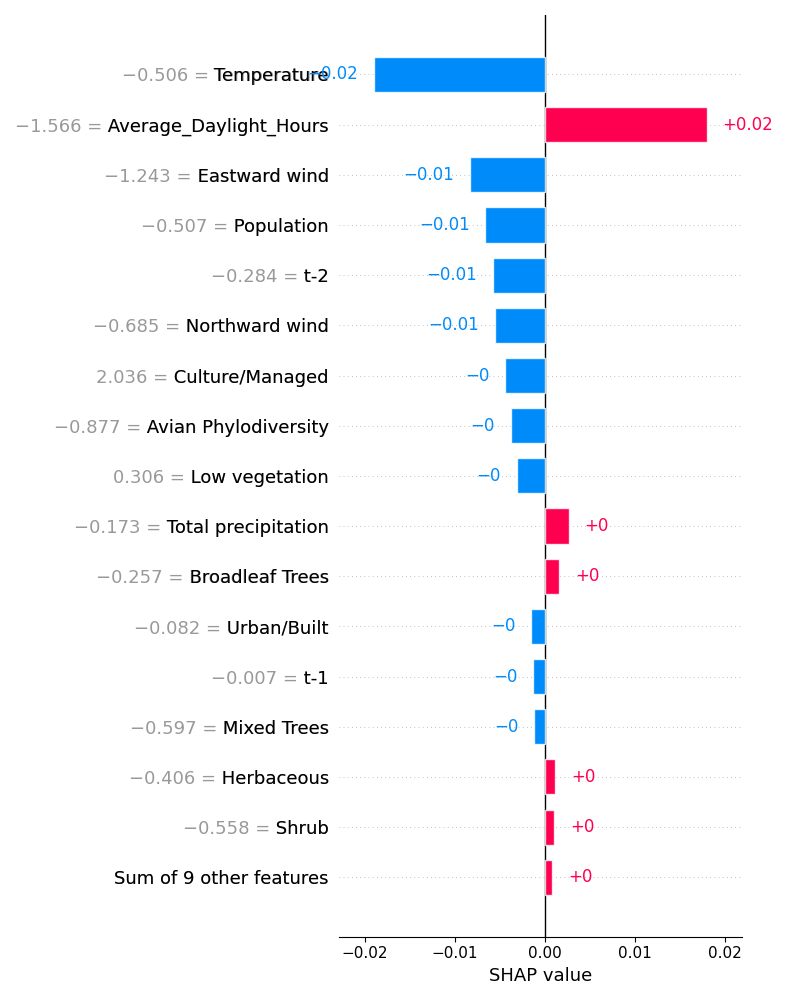 −0.506 = Temperature −0.02
−1.566 = Average_Daylight_Hours +0.02
−1.243 = Eastward wind −0.01
−0.507 = Population −0.01
−0.284 = t-2 −0.01
−0.685 = Northward wind −0.01
2.036 = Culture/Managed −0
−0.877 = Avian Phylodiversity −0
0.306 = Low vegetation −0
−0.173 = Total precipitation +0
−0.257 = Broadleaf Trees +0
−0.082 = Urban/Built −0
−0.007 = t-1 −0
−0.597 = Mixed Trees −0
−0.406 = Herbaceous +0
−0.558 = Shrub +0
Sum of 9 other features +0
−0.02 −0.01 0.00 0.01 0.02
SHAP value